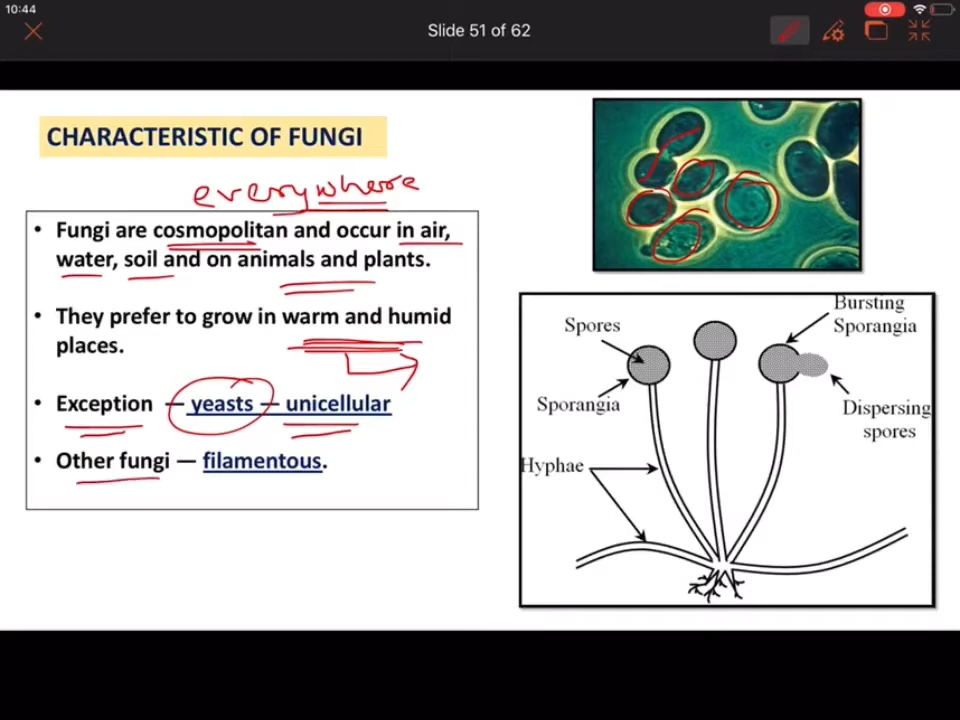 10:44
Slide 51 of 62
CHARACTERISTIC OF FUNGI
everywhere
• Fungi are cosmopolitan and occur in air,
water, soil and on animals and plants.
• They prefer to grow in warm and humid
places.
• Exception — yeasts — unicellular
• Other fungi — filamentous.
Bursting
Sporangia
Spores
Sporangia
Dispersing
spores
Hyphae